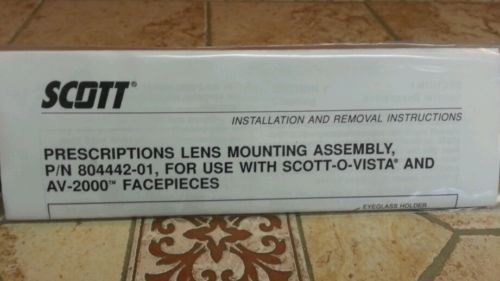 SCOTT®
INSTALLATION AND REMOVAL INSTRUCTIONS
PRESCRIPTIONS LENS MOUNTING ASSEMBLY,
P/N 804442-01, FOR USE WITH SCOTT-O-VISTA® AND
AV-2000™ FACEPIECES
EYEGLASS HOLDER